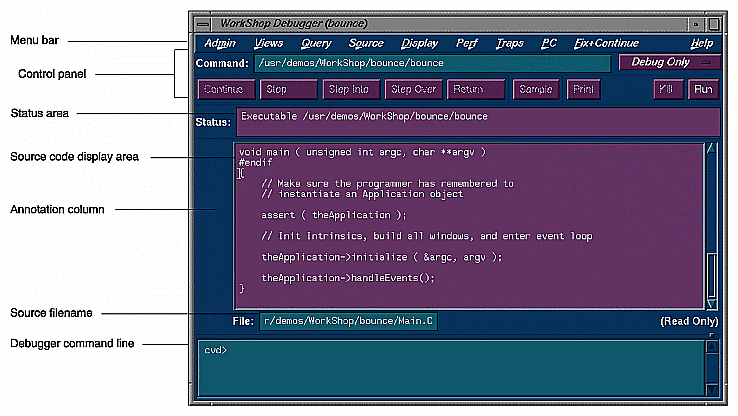 WorkShop Debugger (bounce)
Menu bar
Admin Views Query Source Display Perf Traps PC Fix+Continue Help
Control panel
Command: /usr/demos/WorkShop/bounce/bounce Debug Only
Continue Stop Step Into Step Over Return Sample Print Kill Run
Status area
Status: Executable /usr/demos/WorkShop/bounce/bounce
Source code display area
void main ( unsigned int argc, char **argv )
#endif
{
// Make sure the programmer has remembered to
// instantiate an Application object
Annotation column
assert ( theApplication );
// Init Intrinsics, build all windows, and enter event loop
theApplication->initialize ( &argc, argv );
theApplication->handleEvents();
}
Source filename
File: r/demos/WorkShop/bounce/Main.C (Read Only)
Debugger command line
cvd>